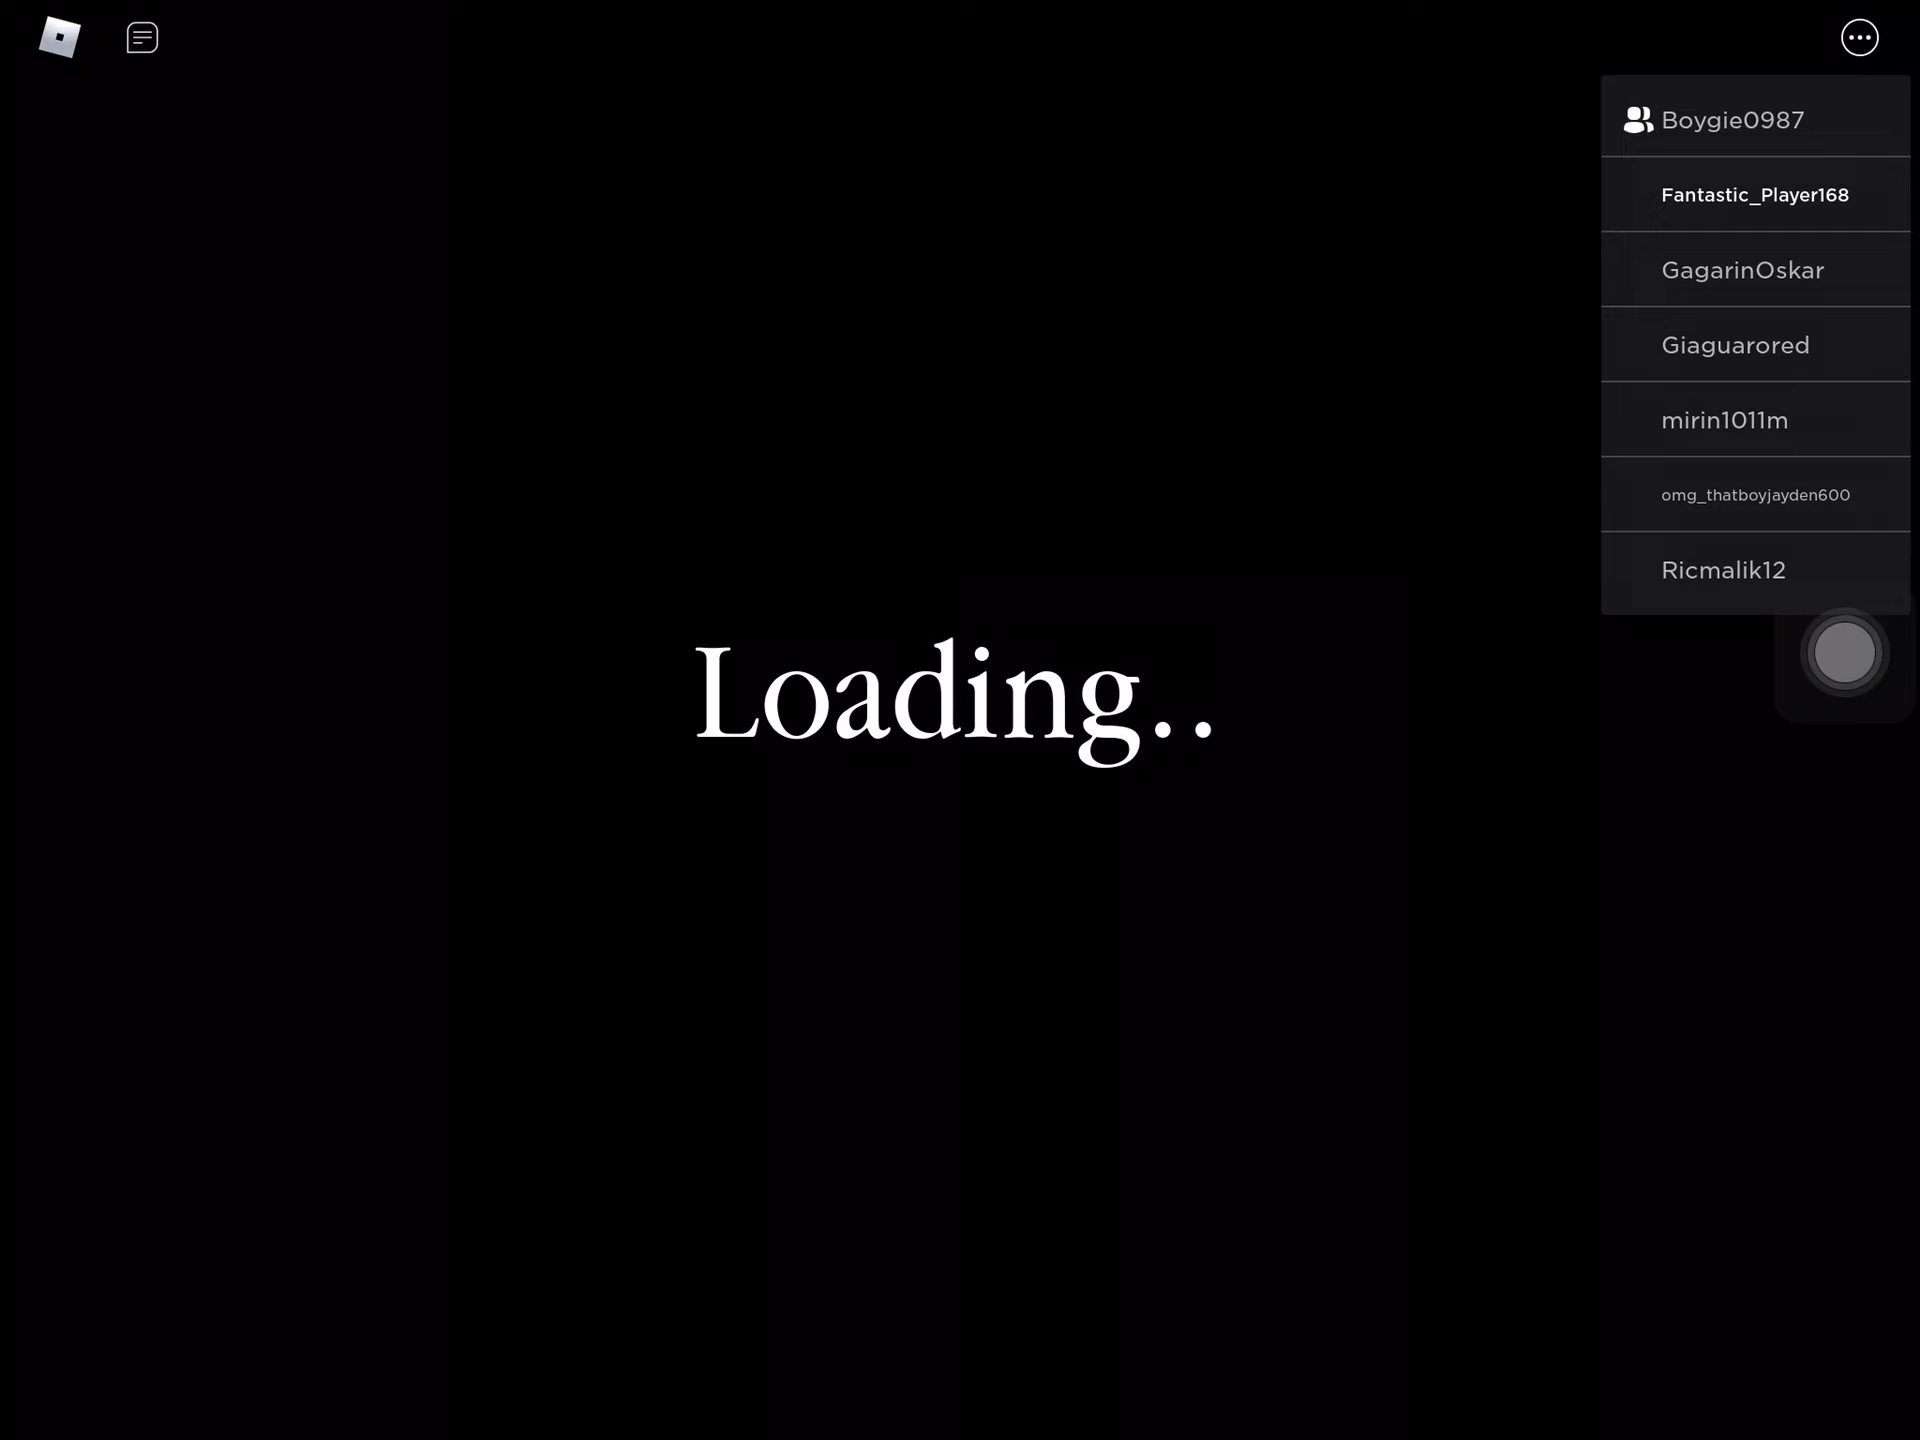 Boygie0987
Fantastic_Player168
GagarinOskar
Giaguarored
mirin1011m
omg_thatboyjayden600
Ricmalik12
Loading..